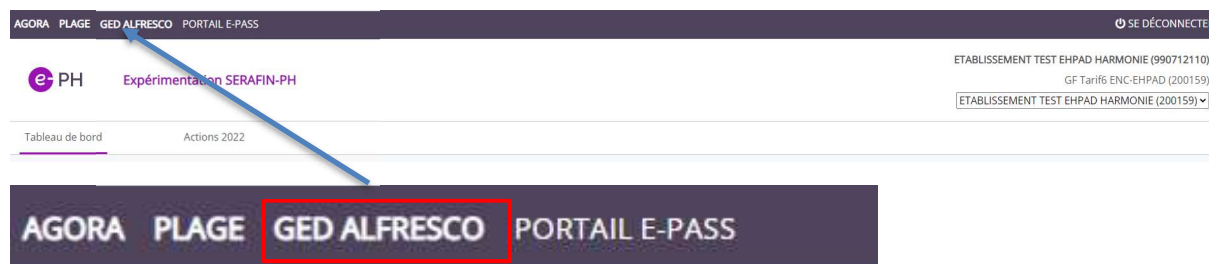 AGORA PLAGE GED ALFRESCO PORTAIL E-PASS SE DÉCONNECTE
ETABLISSEMENT TEST EHPAD HARMONIE (990712110)
e- PH Expérimentation SERAFIN-PH
GF Tarif6 ENC-EHPAD (200159)
ETABLISSEMENT TEST EHPAD HARMONIE (200159)
Tableau de bord Actions 2022
AGORA PLAGE GED ALFRESCO PORTAIL E-PASS